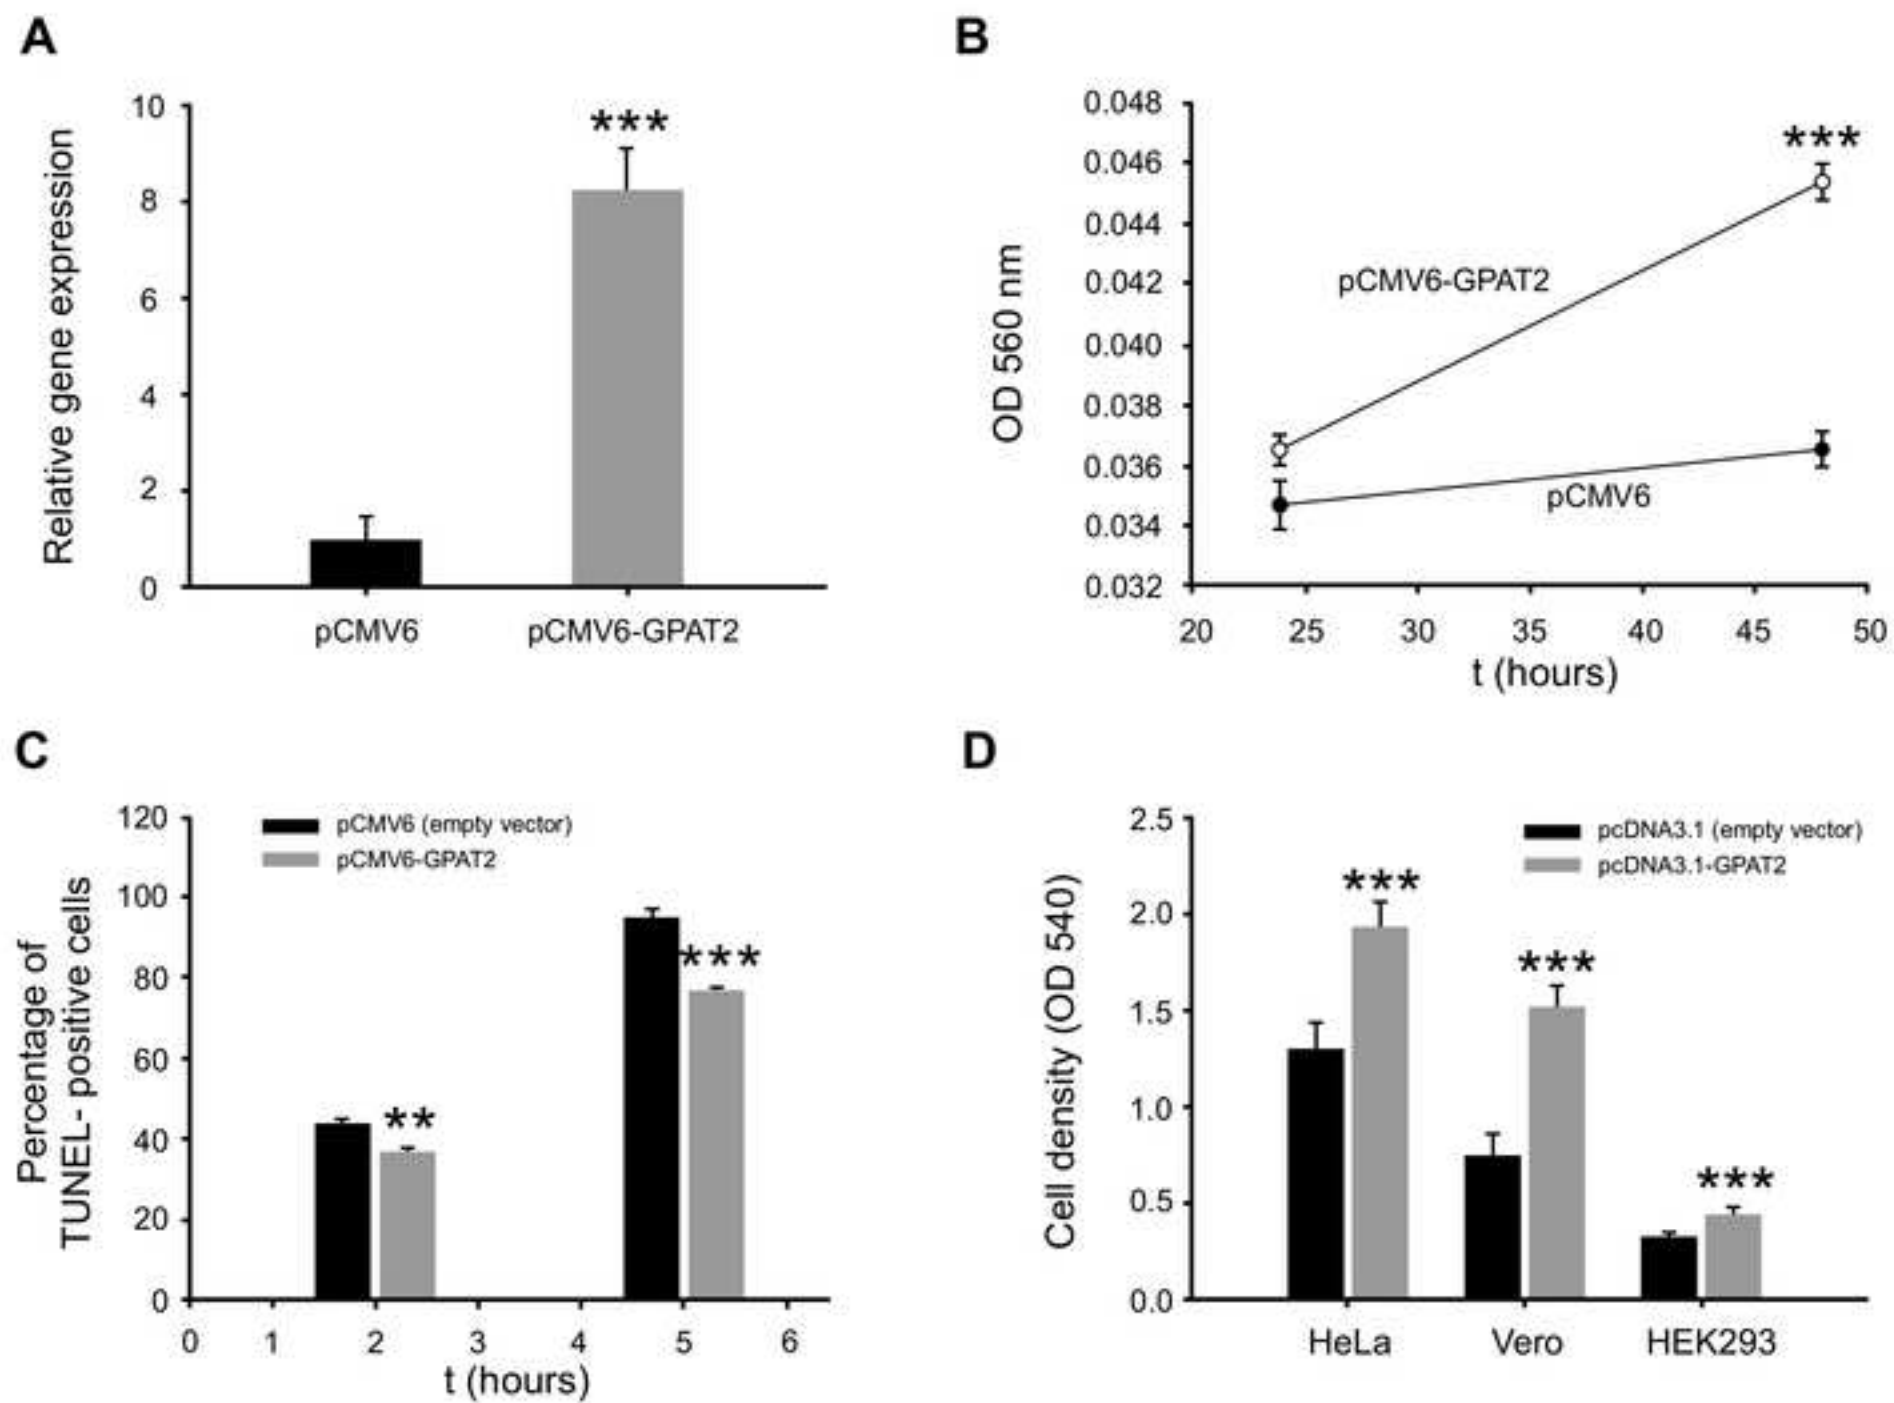 A
Relative gene expression
10
8
6
4
2
0
***
pCMV6
pCMV6-GPAT2
B
OD 560 nm
0.048
0.046
0.044
0.042
0.040
0.038
0.036
0.034
0.032
***
pCMV6-GPAT2
pCMV6
20 25 30 35 40 45 50
t (hours)
C
Percentage of
TUNEL- positive cells
120
100
80
60
40
20
0
pCMV6 (empty vector)
pCMV6-GPAT2
**
***
0 1 2 3 4 5 6
t (hours)
D
Cell density (OD 540)
2.5
2.0
1.5
1.0
0.5
0.0
pcDNA3.1 (empty vector)
pcDNA3.1-GPAT2
***
***
***
HeLa Vero HEK293